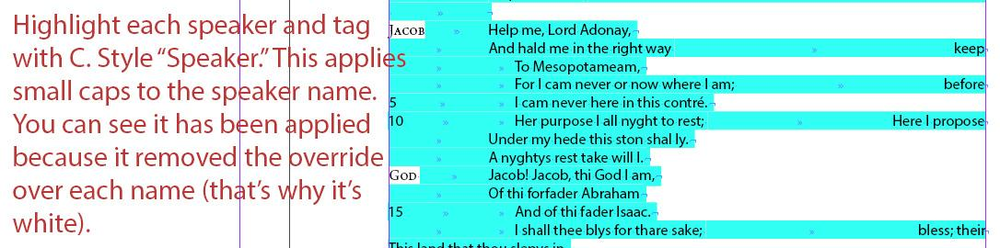 Highlight each speaker and tag
with C. Style “Speaker.” This applies
small caps to the speaker name.
You can see it has been applied
because it removed the override
over each name (that’s why it’s
white).
JACOB » Help me, Lord Adonay,
» And hald me in the right way » keep
» » To Mesopotameam,
» » For I cam never or now where I am; » before
5 » » I cam never here in this contré.
10 » » Her purpose I all nyght to rest; » Here I propose
» Under my hede this ston shal ly.
» A nyghtys rest take will I.
GOD » Jacob! Jacob, thi God I am,
» Of thi forfader Abraham
15 » » And of thi fader Isaac.
» » I shall thee blys for thare sake; » bless; their
This land that thou slepys in